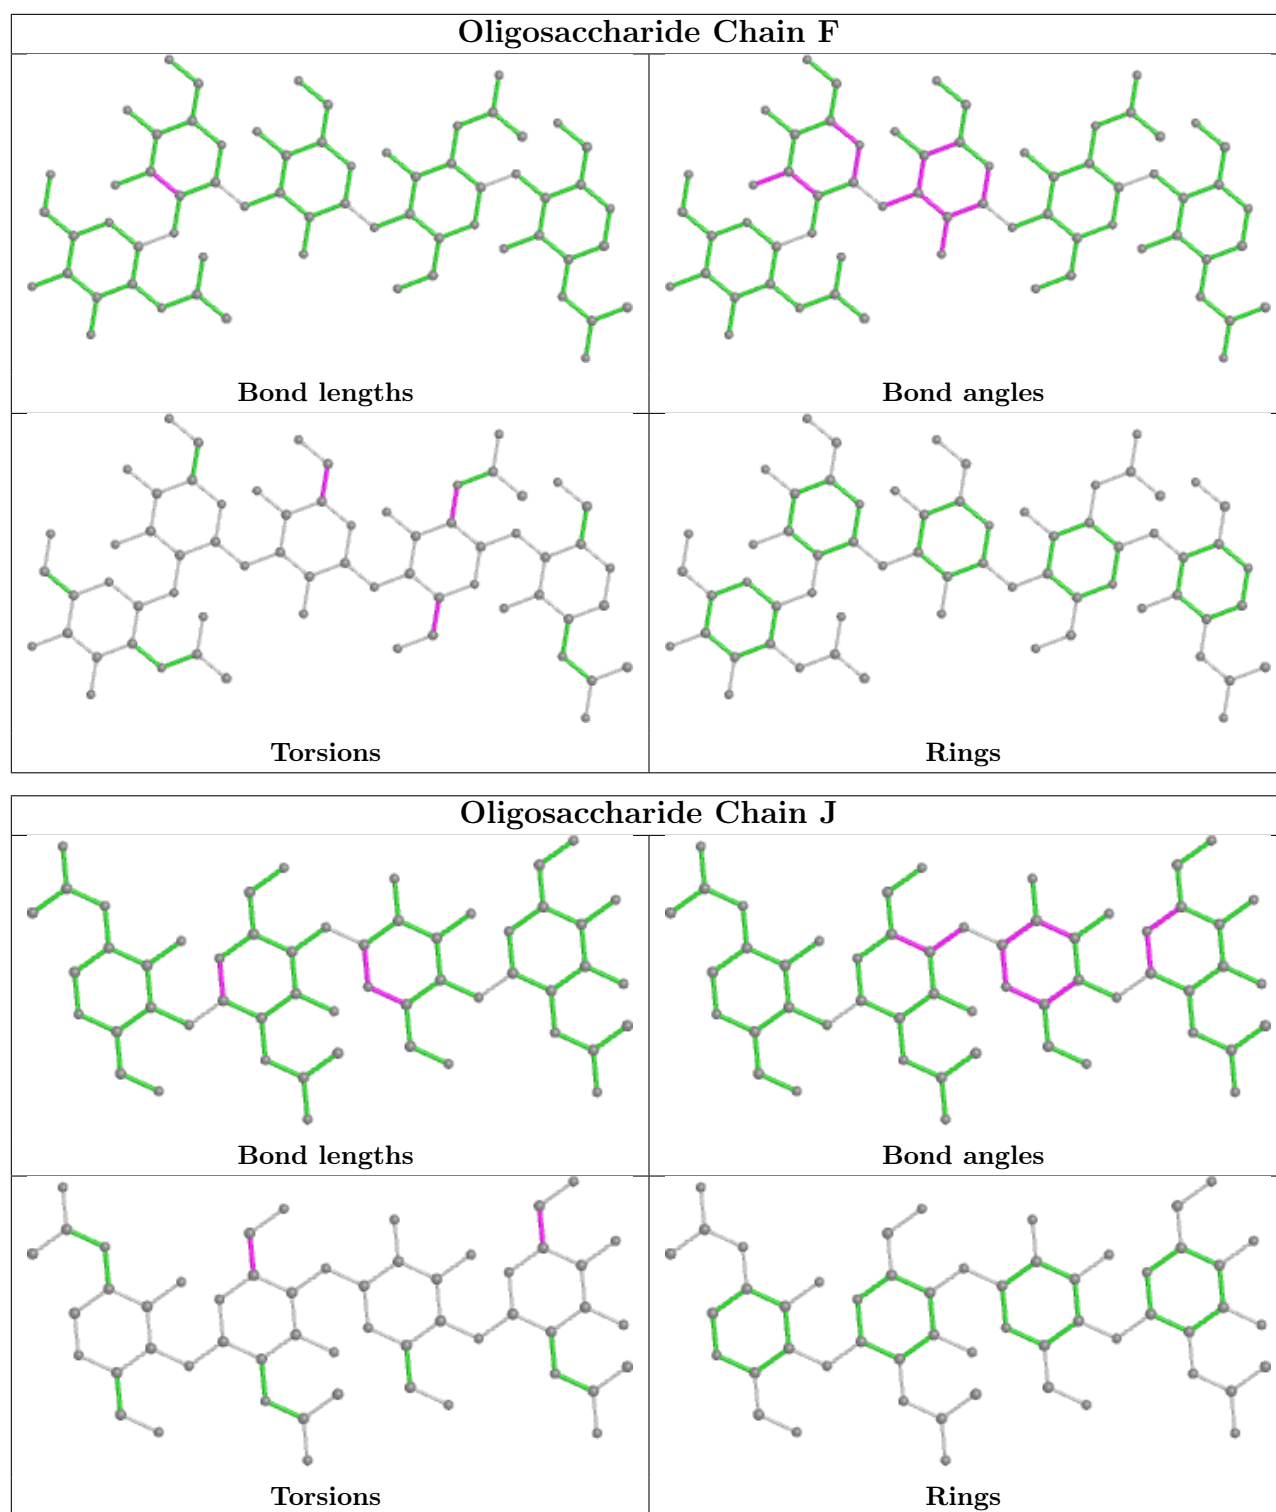 Oligosaccharide Chain F
Bond lengths
Bond angles
Torsions
Rings
Oligosaccharide Chain J
Bond lengths
Bond angles
Torsions
Rings